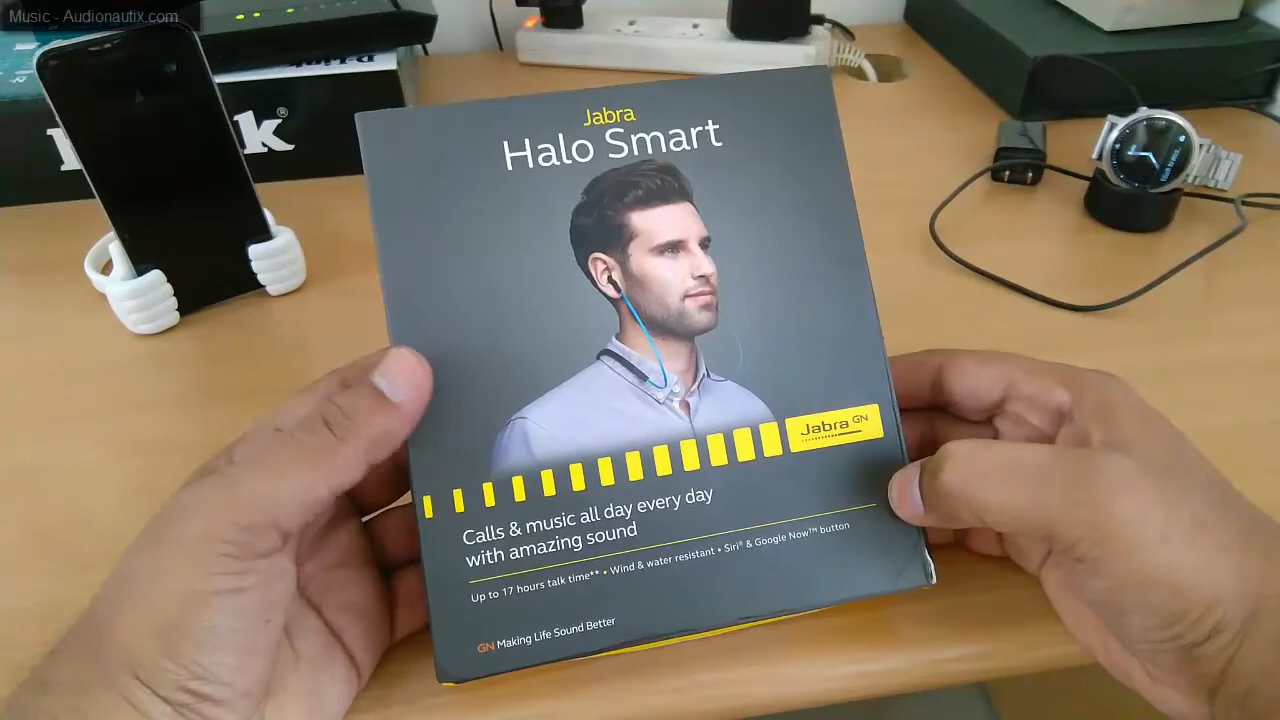 Music - Audionautix.com
D-Link
k®
Jabra
Halo Smart
Jabra GN
Calls & music all day every day
with amazing sound
Up to 17 hours talk time** • Wind & water resistant • Siri® & Google Now™ button
GN Making Life Sound Better